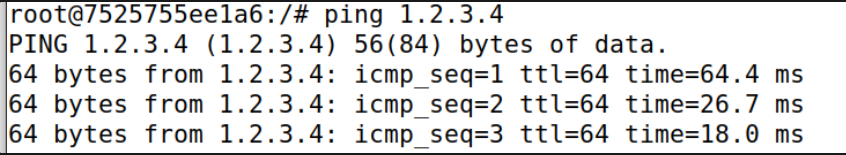 root@7525755ee1a6:/# ping 1.2.3.4
PING 1.2.3.4 (1.2.3.4) 56(84) bytes of data.
64 bytes from 1.2.3.4: icmp_seq=1 ttl=64 time=64.4 ms
64 bytes from 1.2.3.4: icmp_seq=2 ttl=64 time=26.7 ms
64 bytes from 1.2.3.4: icmp_seq=3 ttl=64 time=18.0 ms